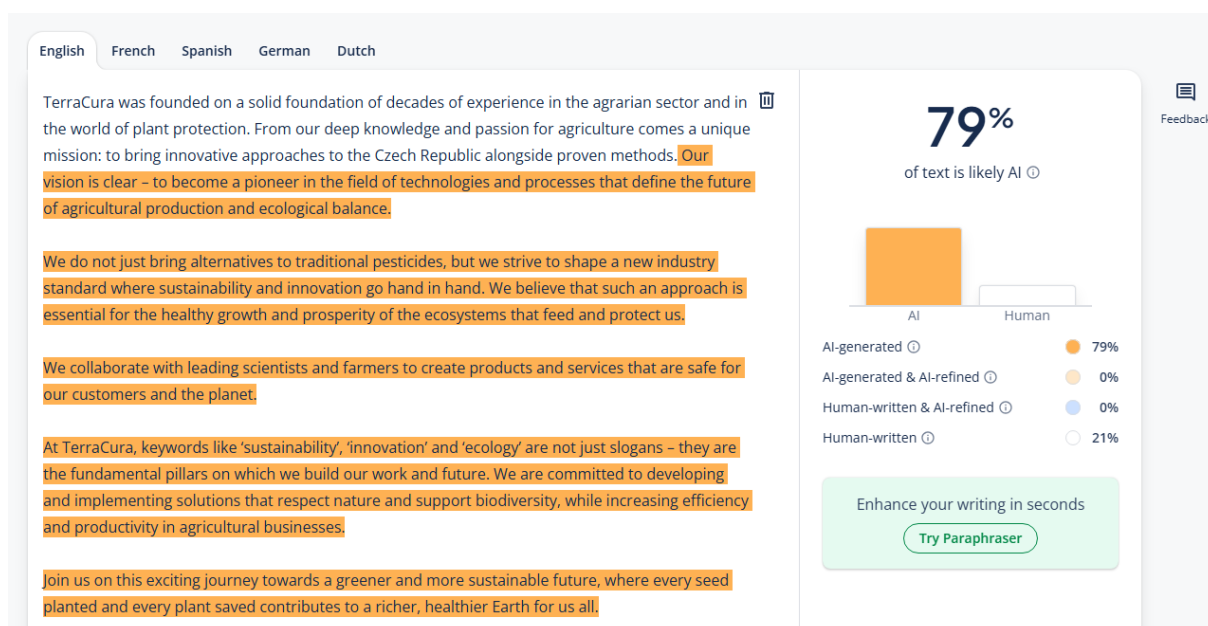 English French Spanish German Dutch
TerraCura was founded on a solid foundation of decades of experience in the agrarian sector and in
the world of plant protection. From our deep knowledge and passion for agriculture comes a unique
mission: to bring innovative approaches to the Czech Republic alongside proven methods. Our
vision is clear – to become a pioneer in the field of technologies and processes that define the future
of agricultural production and ecological balance.
We do not just bring alternatives to traditional pesticides, but we strive to shape a new industry
standard where sustainability and innovation go hand in hand. We believe that such an approach is
essential for the healthy growth and prosperity of the ecosystems that feed and protect us.
We collaborate with leading scientists and farmers to create products and services that are safe for
our customers and the planet.
At TerraCura, keywords like ‘sustainability’, ‘innovation’ and ‘ecology’ are not just slogans – they are
the fundamental pillars on which we build our work and future. We are committed to developing
and implementing solutions that respect nature and support biodiversity, while increasing efficiency
and productivity in agricultural businesses.
Join us on this exciting journey towards a greener and more sustainable future, where every seed
planted and every plant saved contributes to a richer, healthier Earth for us all.
79%
of text is likely AI
AI Human
AI-generated 79%
AI-generated & AI-refined 0%
Human-written & AI-refined 0%
Human-written 21%
Enhance your writing in seconds
Try Paraphraser
Feedback